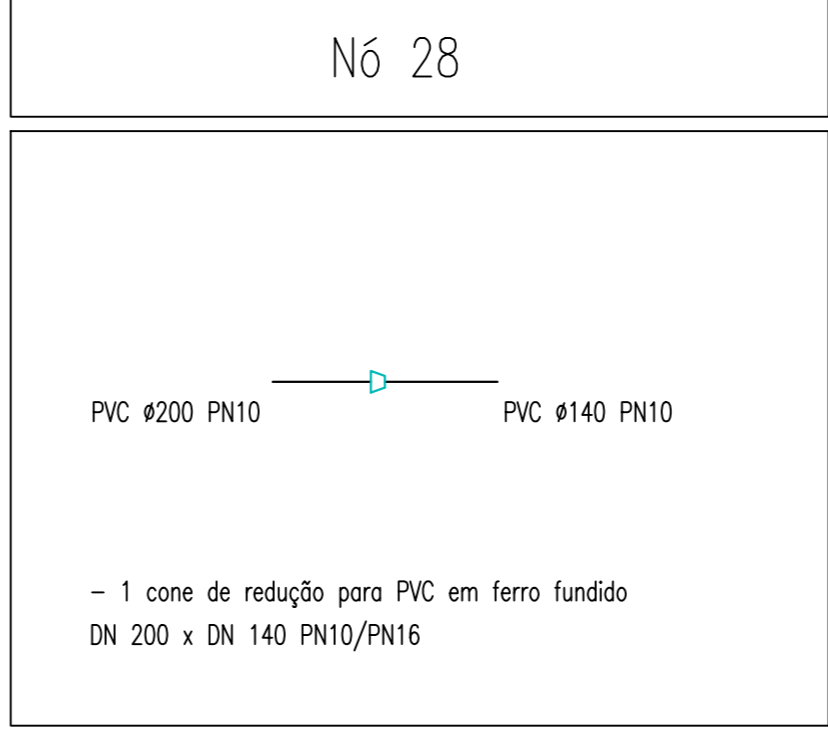 Nó 28
PVC ø200 PN10
PVC ø140 PN10
- 1 cone de redução para PVC em ferro fundido
DN 200 x DN 140 PN10/PN16